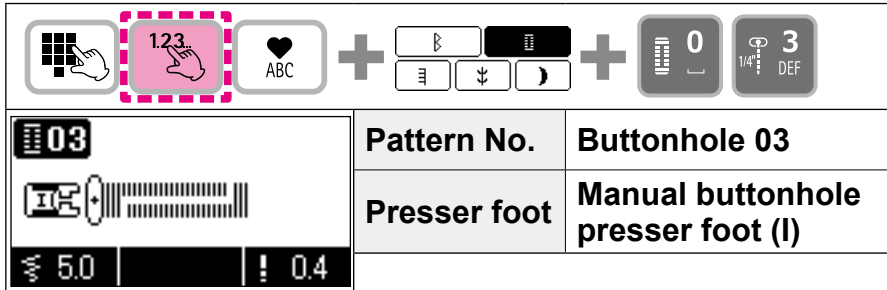 1.2.3...
ABC
0
1/4"
3
DEF
03
Pattern No.
Buttonhole 03
Presser foot
Manual buttonhole
presser foot (I)
I
5.0
0.4